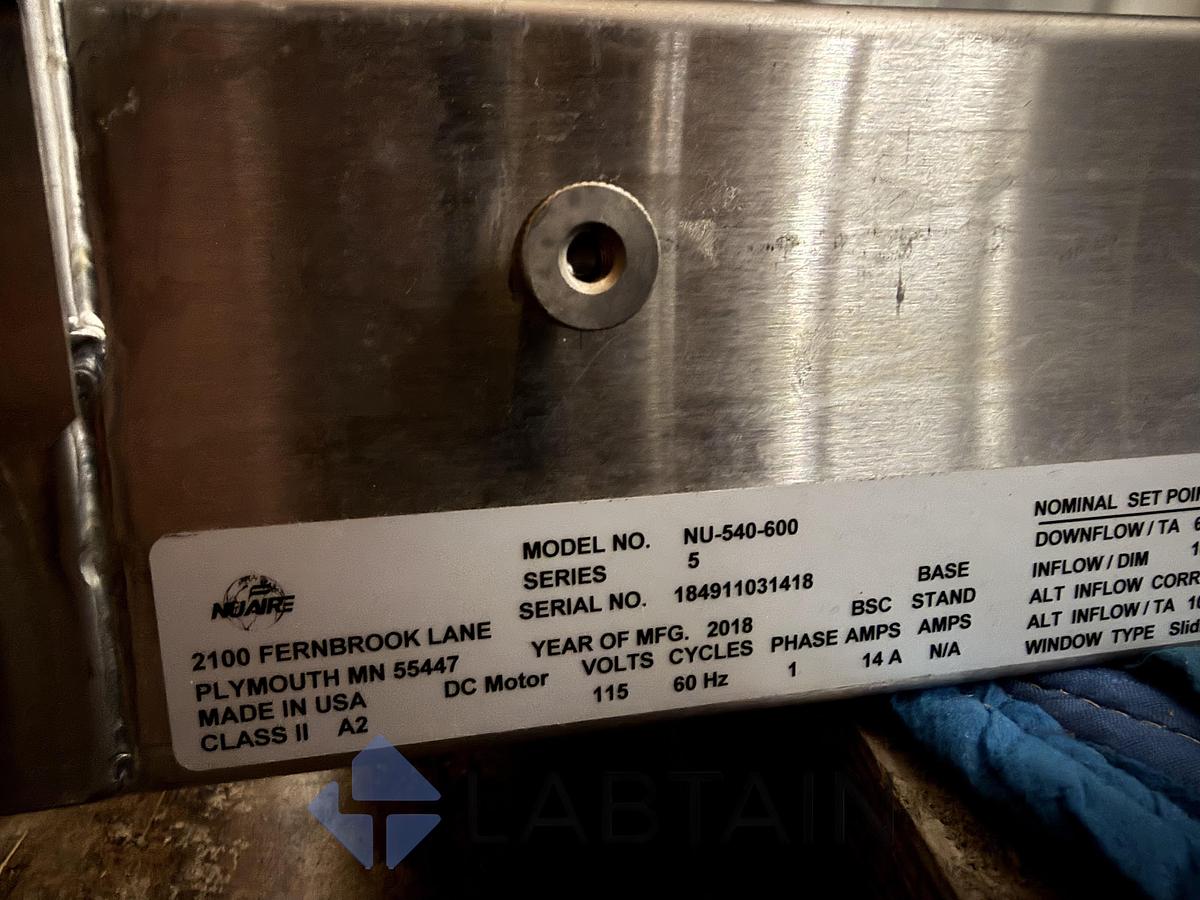 NUAIRE
2100 FERNBROOK LANE
PLYMOUTH MN 55447
MADE IN USA
CLASS II A2
MODEL NO. NU-540-600
SERIES 5
SERIAL NO. 184911031418
YEAR OF MFG. 2018
DC Motor
VOLTS CYCLES PHASE BSC AMPS BASE STAND AMPS
115 60 Hz 1 14 A N/A
NOMINAL SET
DOWNFLOW / TA
INFLOW / DIM
ALT INFLOW
ALT INFLOW / TA
WINDOW TYPE
LABTAIN